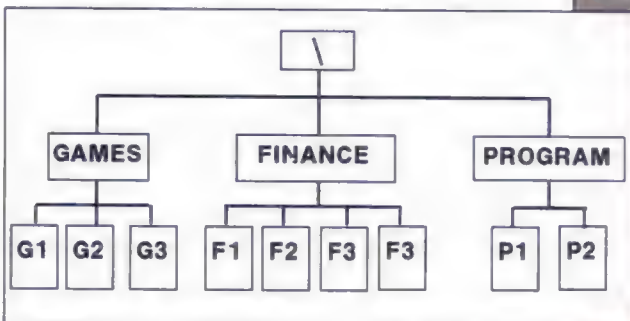 \
GAMES FINANCE PROGRAM
G1 G2 G3 F1 F2 F3 F3 P1 P2